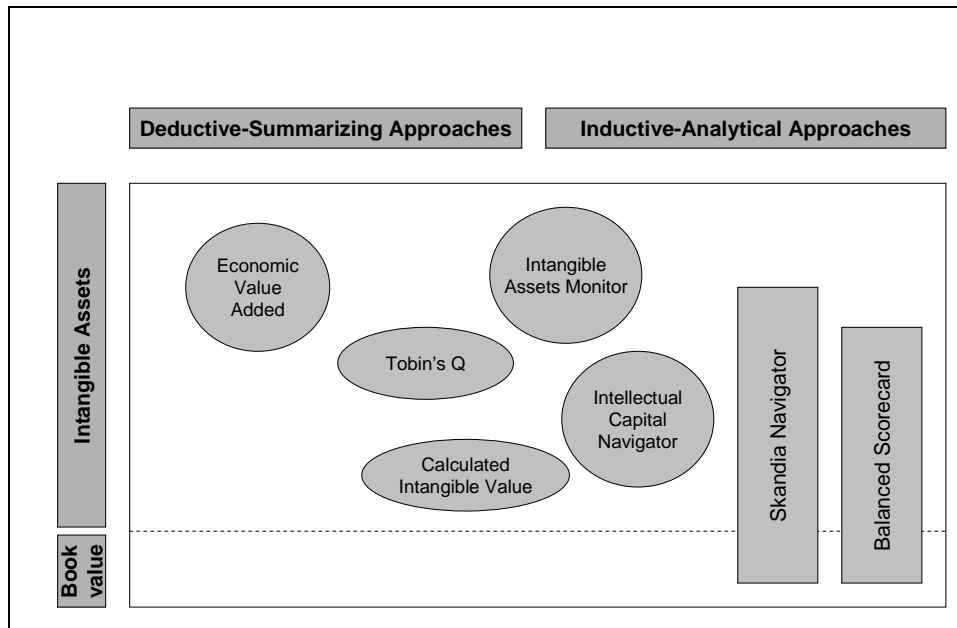 Deductive-Summarizing Approaches
Inductive-Analytical Approaches
Intangible Assets
Book
value
Economic
Value
Added
Intangible
Assets Monitor
Tobin's Q
Intellectual
Capital
Navigator
Calculated
Intangible Value
Skandia Navigator
Balanced Scorecard